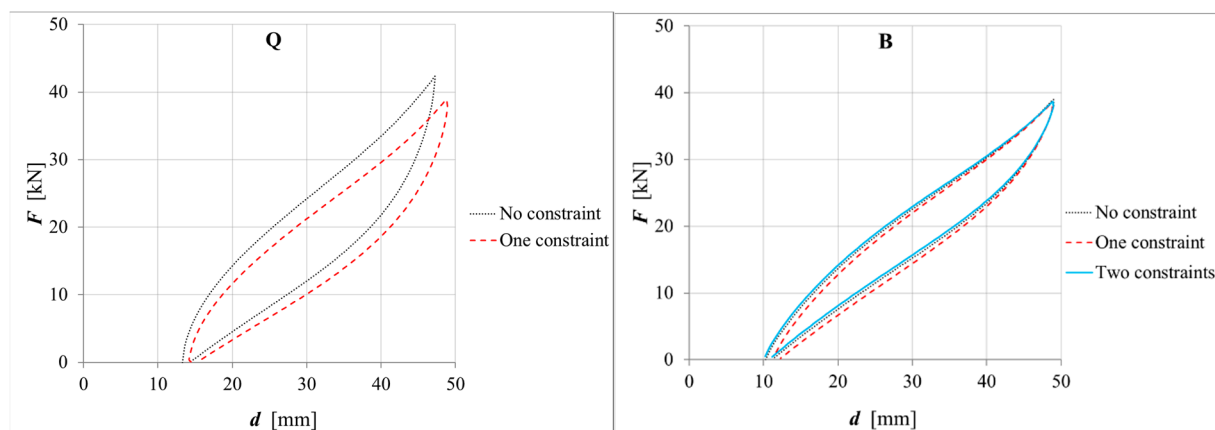 Q
50
40
30
20
10
0
F [kN]
0 10 20 30 40 50
d [mm]
No constraint
One constraint
B
50
40
30
20
10
0
F [kN]
0 10 20 30 40 50
d [mm]
No constraint
One constraint
Two constraints